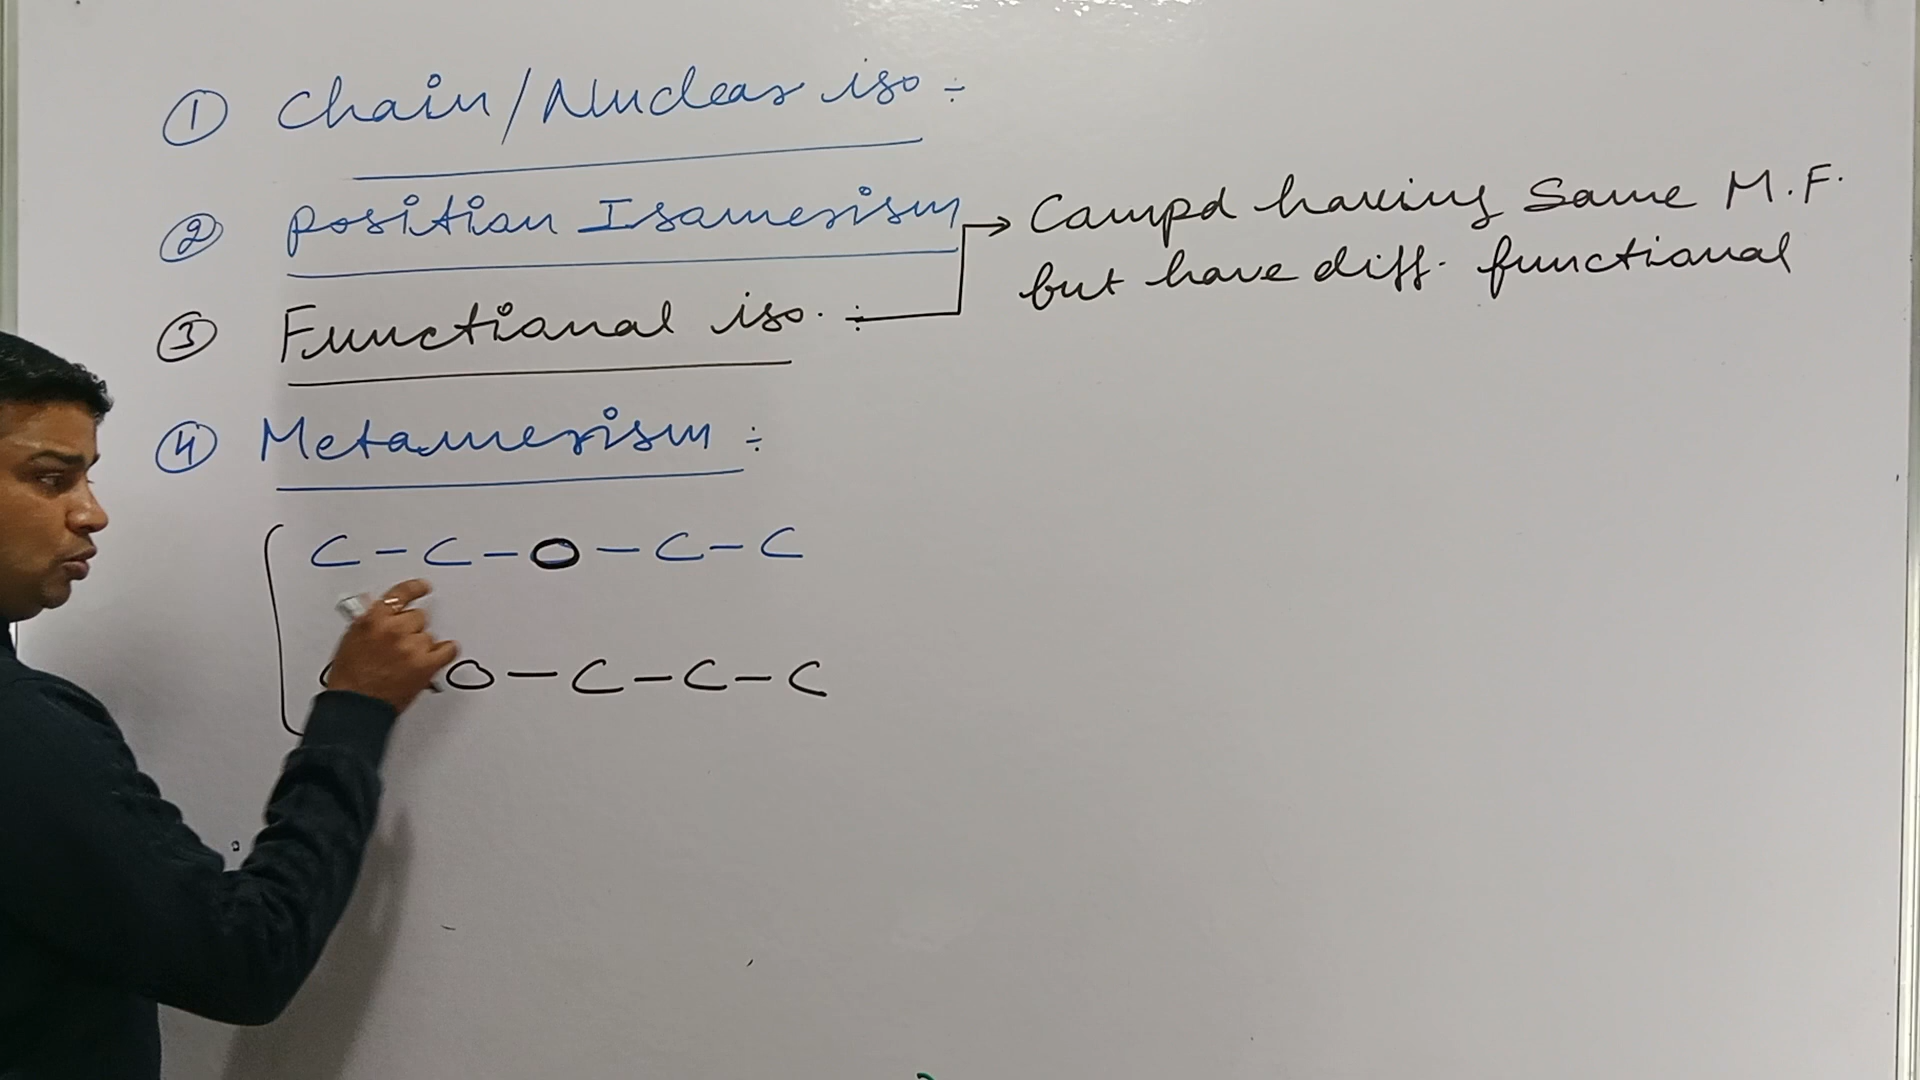 ① Chain/Nuclear iso ÷
② Position Isomerism
③ Functional iso. ÷
→ Compd having Same M.F.
but have diff. functional
④ Metamerism ÷
C - C - O - C - C
O - C - C - C